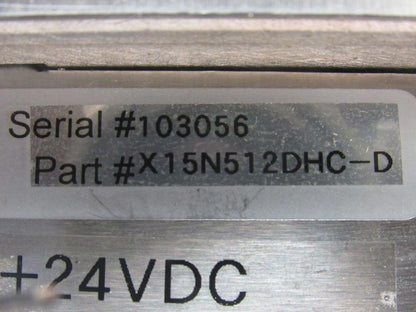 Serial #103056
Part #X15N512DHC-D
+24VDC